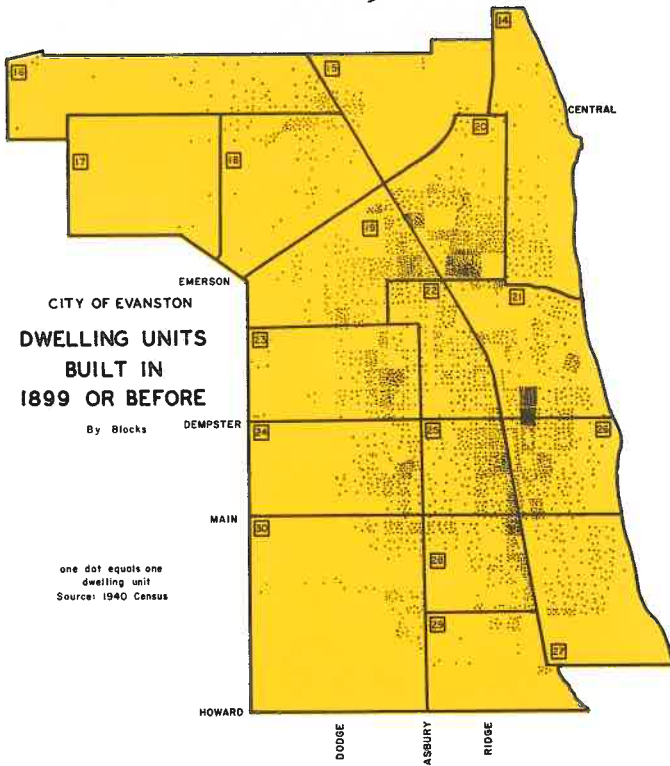 14
16
15
CENTRAL
20
17
18
19
EMERSON
22
21
CITY OF EVANSTON
DWELLING UNITS
BUILT IN
1899 OR BEFORE
By Blocks
23
DEMPSTER
24
25
26
MAIN
30
one dot equals one
dwelling unit
Source: 1940 Census
28
29
27
HOWARD
DODGE
ASBURY
RIDGE